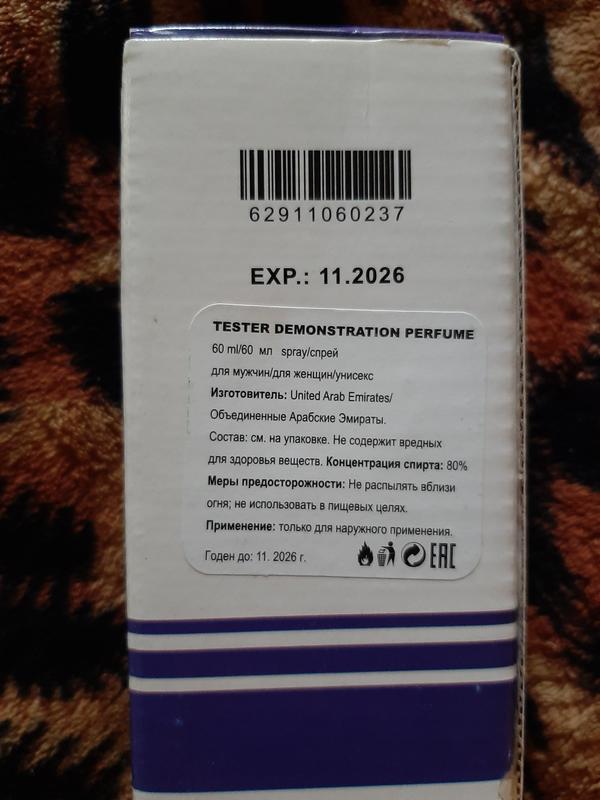 62911060237
EXP.: 11.2026
TESTER DEMONSTRATION PERFUME
60 ml/60 мл spray/спрей
для мужчин/для женщин/унисекс
Изготовитель: United Arab Emirates/
Объединенные Арабские Эмираты.
Состав: см. на упаковке. Не содержит вредных
для здоровья веществ. Концентрация спирта: 80%
Меры предосторожности: Не распылять вблизи
огня; не использовать в пищевых целях.
Применение: только для наружного применения.
Годен до: 11. 2026 г. EAC